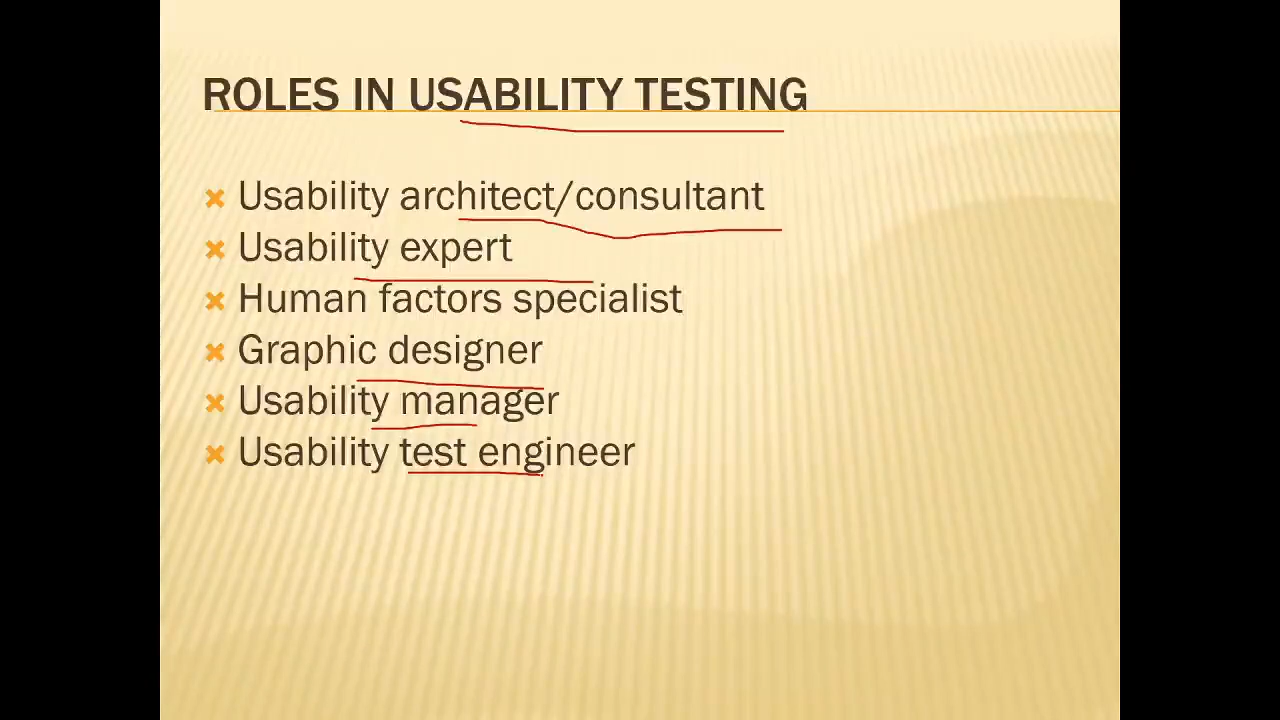 ROLES IN USABILITY TESTING
Usability architect/consultant
Usability expert
Human factors specialist
Graphic designer
Usability manager
Usability test engineer